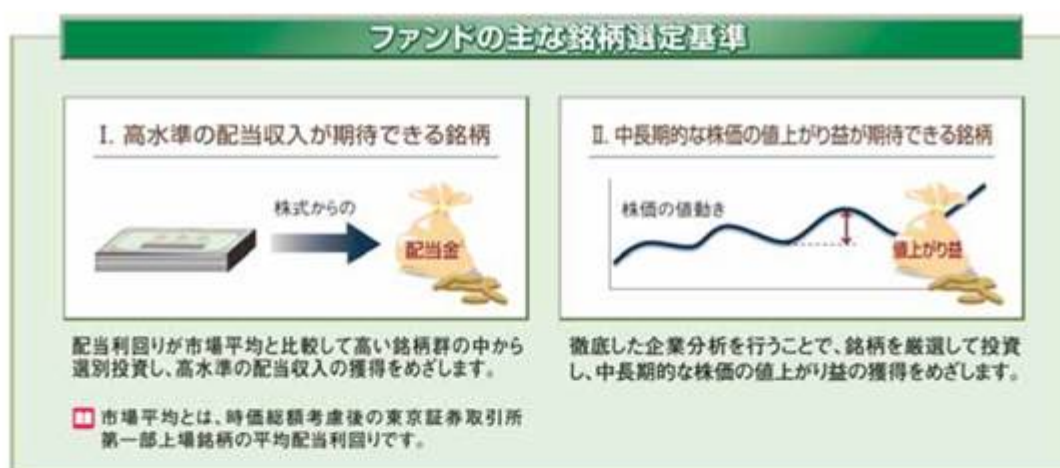 ファンドの主な銘柄選定基準
Ⅰ. 高水準の配当収入が期待できる銘柄
株式からの
配当金
配当利回りが市場平均と比較して高い銘柄群の中から
選別投資し、高水準の配当収入の獲得をめざします。
市場平均とは、時価総額考慮後の東京証券取引所
第一部上場銘柄の平均配当利回りです。
Ⅱ. 中長期的な株価の値上がり益が期待できる銘柄
株価の値動き
値上がり益
徹底した企業分析を行うことで、銘柄を厳選して投資
し、中長期的な株価の値上がり益の獲得をめざします。